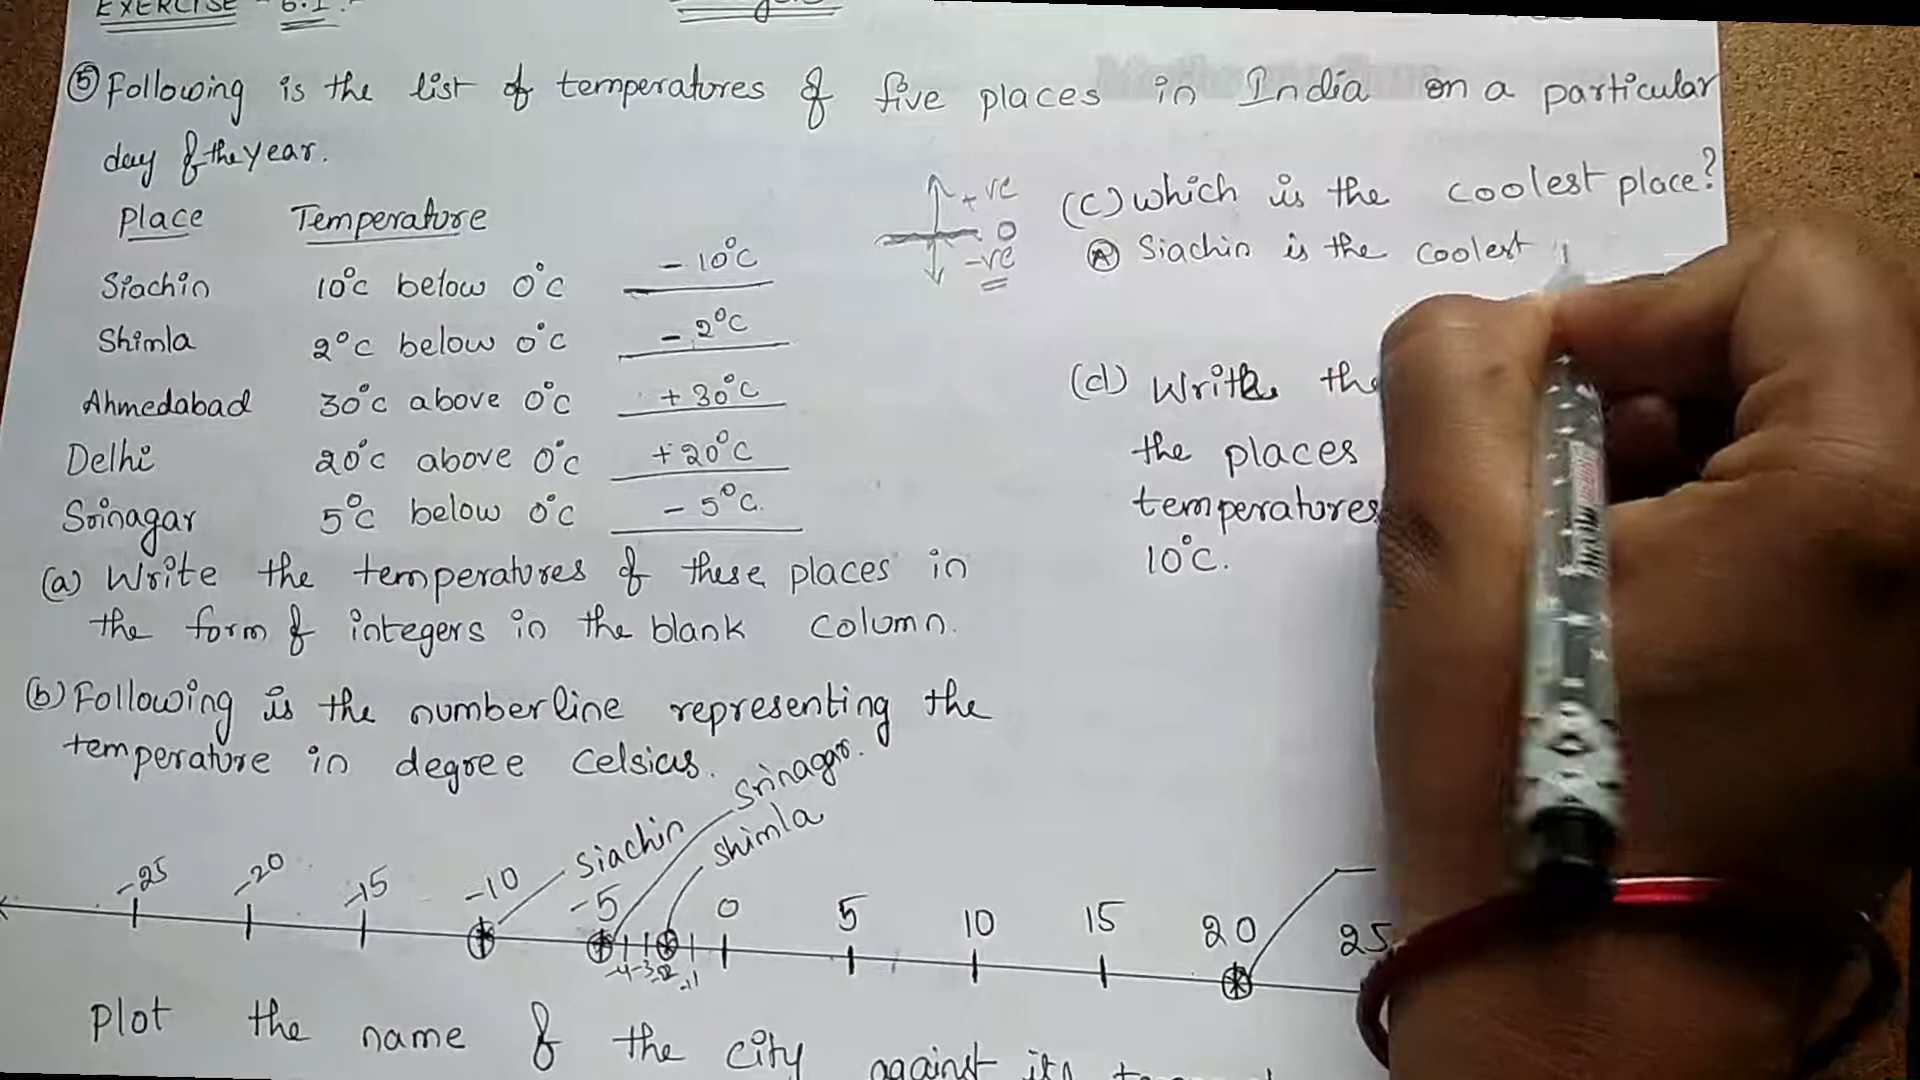 EXERCISE - 6.1
⑤ Following is the list of temperatures of five places in India on a particular
day of the year.
Place Temperature
Siachin 10°c below 0°c - 10°C
Shimla 2°c below 0°c - 2°C
Ahmedabad 30°c above 0°c + 30°C
Delhi 20°c above 0°c + 20°C
Srinagar 5°c below 0°c - 5°C.
(a) Write the temperatures of these places in
the form of integers in the blank column.
(b) Following is the numberline representing the
temperature in degree Celsius.
Srinagar.
Siachin
Shimla
-25 -20 -15 -10 -5 0 5 10 15 20 25
-4 -3 -2 -1
Plot the name of the city against its
+ ve
0
- ve
(c) which is the coolest place?
Ⓐ Siachin is the coolest
(d) Write the
the places
temperatures
10°C.